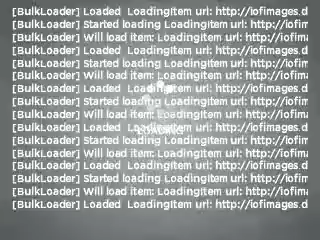 [BulkLoader] Loaded LoadingItem url: http://iofimages.d
[BulkLoader] Started loading LoadingItem url: http://iofim
[BulkLoader] Will load item: LoadingItem url: http://iofima
[BulkLoader] Loaded LoadingItem url: http://iofimages.d
[BulkLoader] Started loading LoadingItem url: http://iofim
[BulkLoader] Will load item: LoadingItem url: http://iofima
[BulkLoader] Loaded LoadingItem url: http://iofimages.d
[BulkLoader] Started loading LoadingItem url: http://iofim
[BulkLoader] Will load item: LoadingItem url: http://iofima
[BulkLoader] Loaded LoadingItem url: http://iofimages.d
[BulkLoader] Started loading LoadingItem url: http://iofim
[BulkLoader] Will load item: LoadingItem url: http://iofima
[BulkLoader] Loaded LoadingItem url: http://iofimages.d
[BulkLoader] Started loading LoadingItem url: http://iofim
[BulkLoader] Will load item: LoadingItem url: http://iofima
[BulkLoader] Loaded LoadingItem url: http://iofimages.d